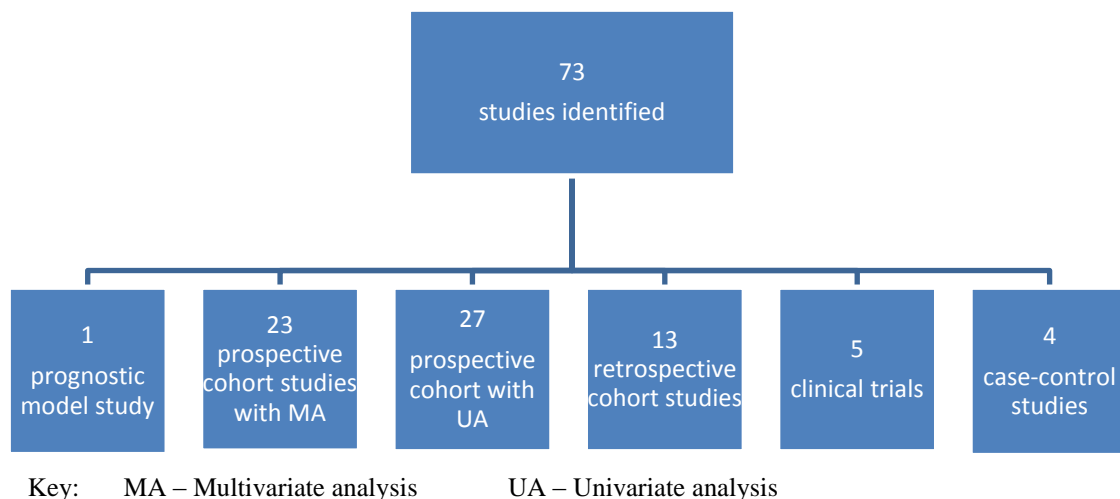 73
studies identified
1
prognostic
model study
23
prospective
cohort studies
with MA
27
prospective
cohort with
UA
13
retrospective
cohort studies
5
clinical trials
4
case-control
studies
Key: MA – Multivariate analysis UA – Univariate analysis